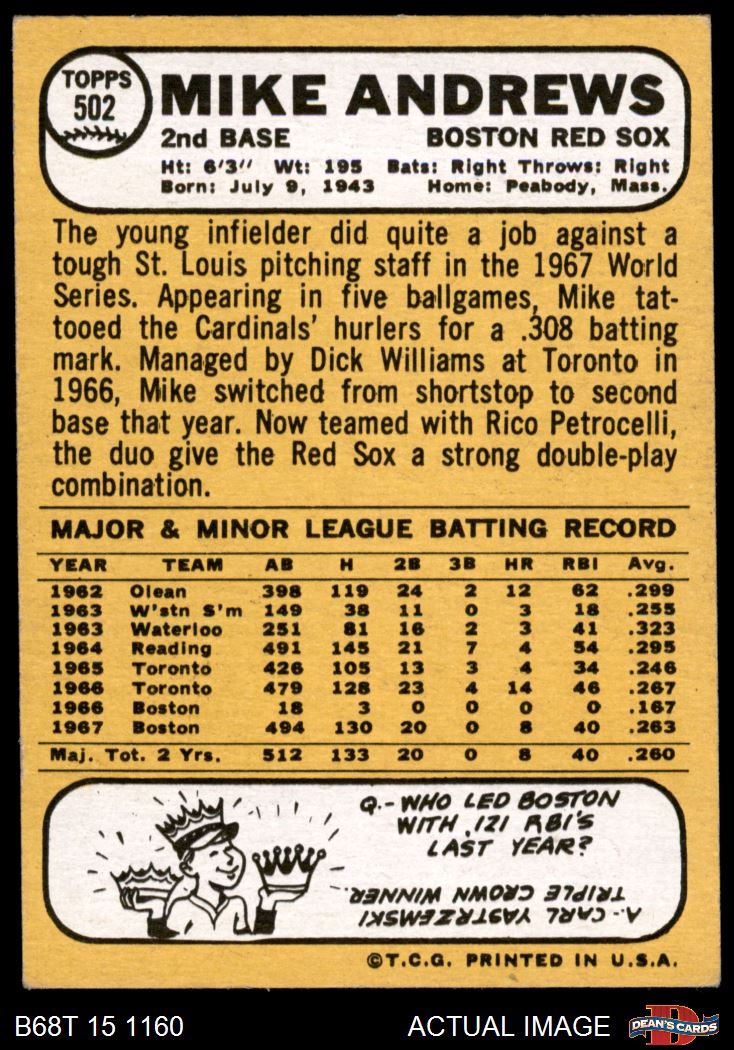 TOPPS
502
MIKE ANDREWS
2nd BASE BOSTON RED SOX
Ht: 6'3" Wt: 195 Bats: Right Throws: Right
Born: July 9, 1943 Home: Peabody, Mass.
The young infielder did quite a job against a
tough St. Louis pitching staff in the 1967 World
Series. Appearing in five ballgames, Mike tat-
tooed the Cardinals' hurlers for a .308 batting
mark. Managed by Dick Williams at Toronto in
1966, Mike switched from shortstop to second
base that year. Now teamed with Rico Petrocelli,
the duo give the Red Sox a strong double-play
combination.
MAJOR & MINOR LEAGUE BATTING RECORD
YEAR TEAM AB H 2B 3B HR RBI Avg.
1962 Olean 398 119 24 2 12 62 .299
1963 W'stn S'm 149 38 11 0 3 18 .255
1963 Waterloo 251 81 16 2 3 41 .323
1964 Reading 491 145 21 7 4 54 .295
1965 Toronto 426 105 13 3 4 34 .246
1966 Toronto 479 128 23 4 14 46 .267
1966 Boston 18 3 0 0 0 0 .167
1967 Boston 494 130 20 0 8 40 .263
Maj. Tot. 2 Yrs. 512 133 20 0 8 40 .260
Q.-WHO LED BOSTON
WITH .121 RBI'S
LAST YEAR?
A.-CARL YASTRZEMSKI
TRIPLE CROWN WINNER.
©T.C.G. PRINTED IN U.S.A.
B68T 15 1160 ACTUAL IMAGE
D
DEAN'S CARDS